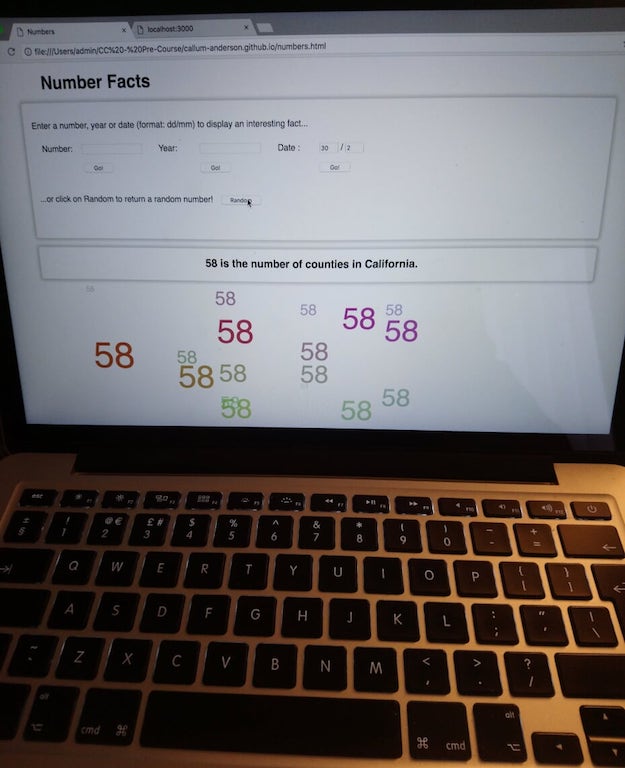 Numbers x localhost:3000 x
file:///Users/admin/CC%20-%20Pre-Course/callum-anderson.github.io/numbers.html
Number Facts
Enter a number, year or date (format: dd/mm) to display an interesting fact...
Number: Year: Date : 30 / 2
Go! Go! Go!
...or click on Random to return a random number! Random
58 is the number of counties in California.
58
58 58 58 58
58 58
58 58 58
58 58 58
58 58 58
58 58
esc F1 F2 F3 F4 F5 F6 F7 F8 F9 F10 F11 F12
± § ! 1 @ € 2 £ # 3 $ 4 % 5 ^ 6 & 7 * 8 ( 9 ) 0 _ - + =
Q W E R T Y U I O P { [ } ]
A S D F G H J K L : ; " ' | \
~ ` Z X C V B N M < , > . ? /
alt cmd ⌘ ⌘ cmd alt